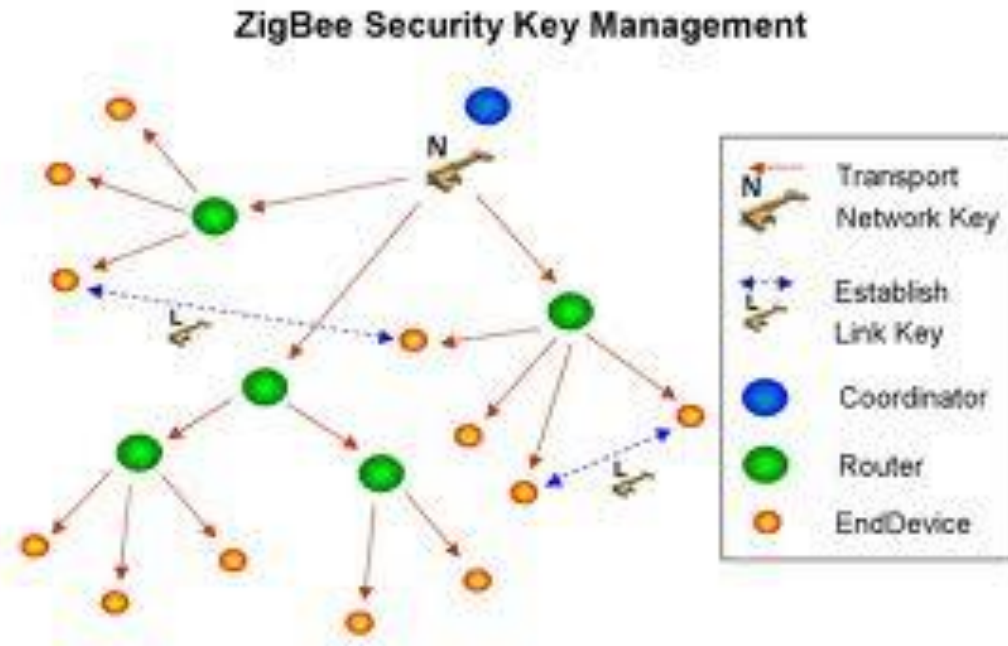 ZigBee Security Key Management
N
L
L
Transport
N
Network Key
Establish
L
Link Key
Coordinator
Router
EndDevice